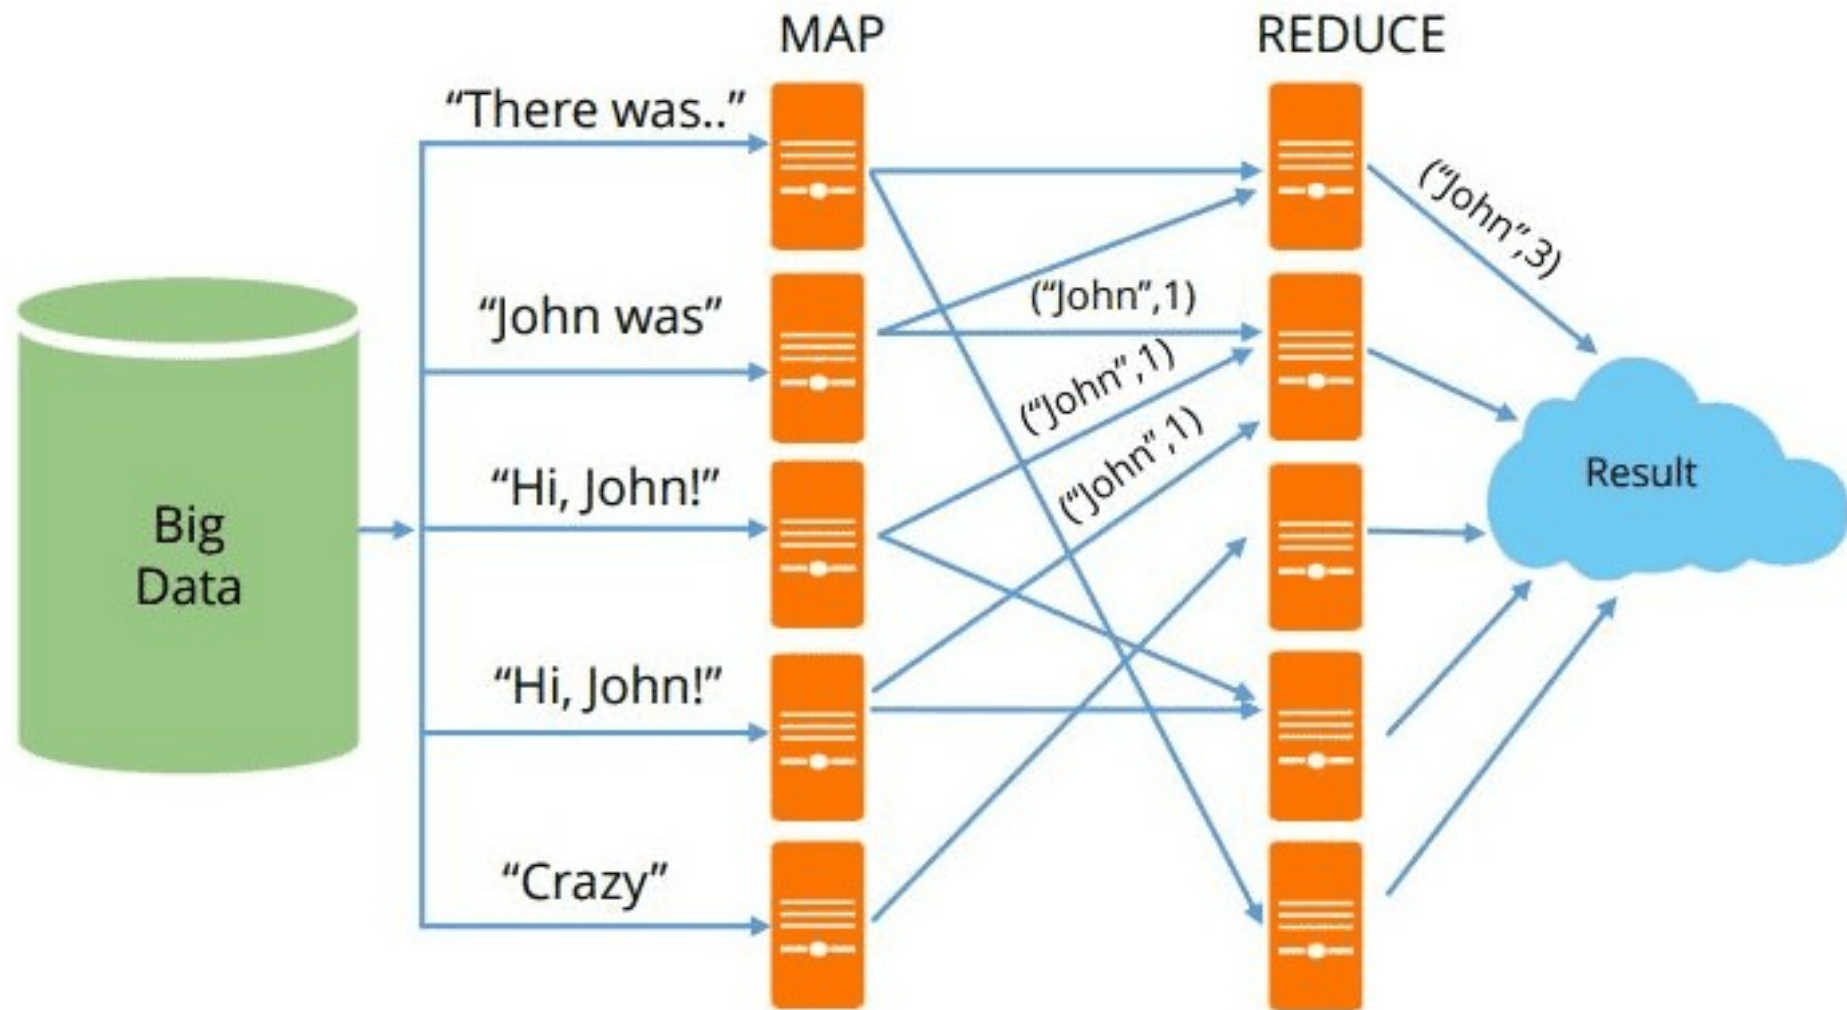 MAP
REDUCE
“There was..”
“John was”
“Hi, John!”
“Hi, John!”
“Crazy”
Big
Data
(“John”,1)
(“John”,1)
(“John”,1)
(“John”,3)
Result